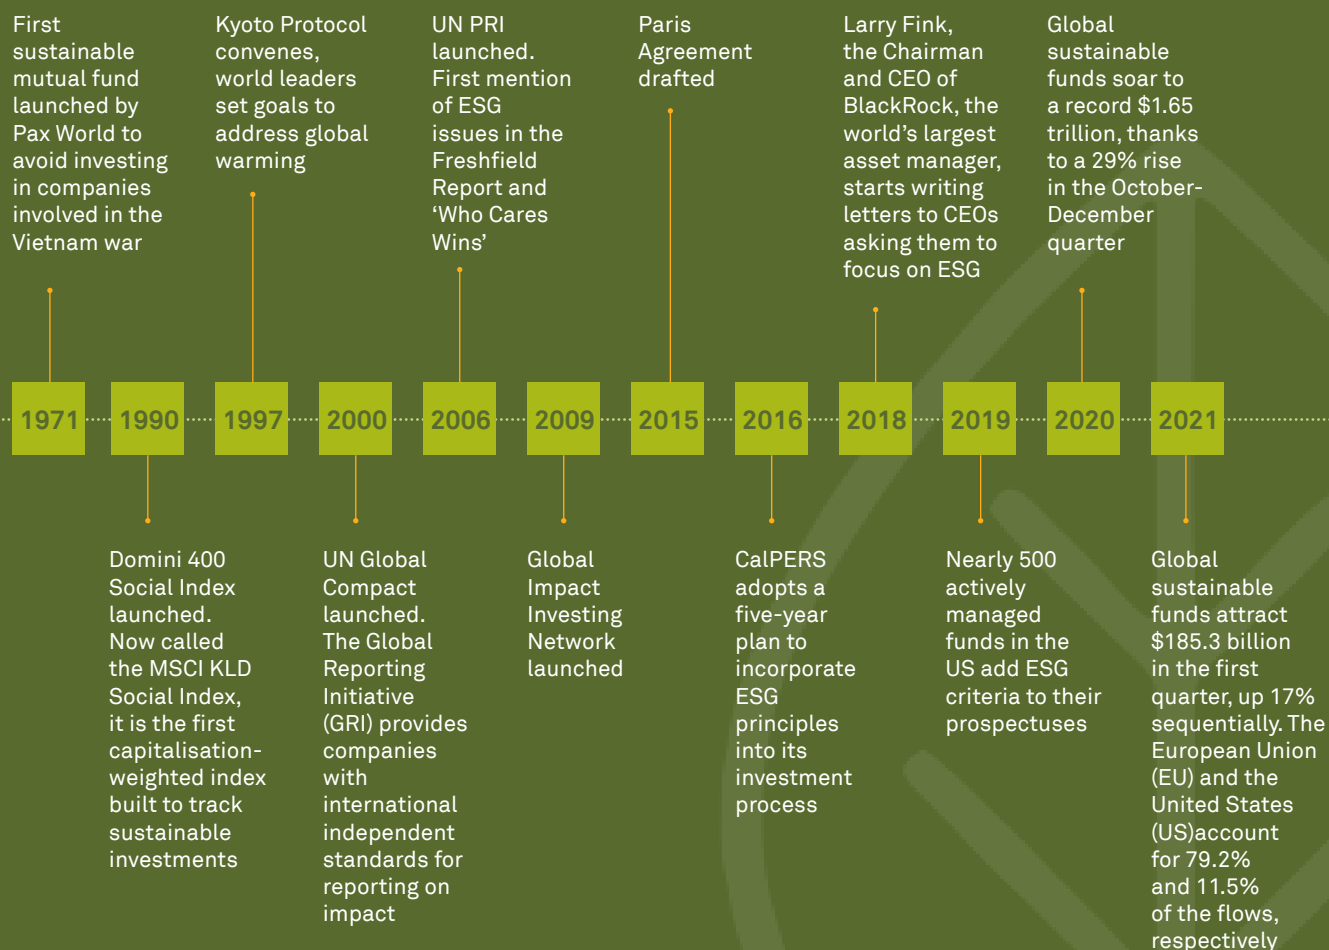 First
sustainable
mutual fund
launched by
Pax World to
avoid investing
in companies
involved in the
Vietnam war
Kyoto Protocol
convenes,
world leaders
set goals to
address global
warming
UN PRI
launched.
First mention
of ESG
issues in the
Freshfield
Report and
‘Who Cares
Wins’
Paris
Agreement
drafted
Larry Fink,
the Chairman
and CEO of
BlackRock, the
world’s largest
asset manager,
starts writing
letters to CEOs
asking them to
focus on ESG
Global
sustainable
funds soar to
a record $1.65
trillion, thanks
to a 29% rise
in the October-
December
quarter
1971
1990
1997
2000
2006
2009
2015
2016
2018
2019
2020
2021
Domini 400
Social Index
launched.
Now called
the MSCI KLD
Social Index,
it is the first
capitalisation-
weighted index
built to track
sustainable
investments
UN Global
Compact
launched.
The Global
Reporting
Initiative
(GRI) provides
companies
with
international
independent
standards for
reporting on
impact
Global
Impact
Investing
Network
launched
CalPERS
adopts a
five-year
plan to
incorporate
ESG
principles
into its
investment
process
Nearly 500
actively
managed
funds in the
US add ESG
criteria to their
prospectuses
Global
sustainable
funds attract
$185.3 billion
in the first
quarter, up 17%
sequentially. The
European Union
(EU) and the
United States
(US)account
for 79.2%
and 11.5%
of the flows,
respectively